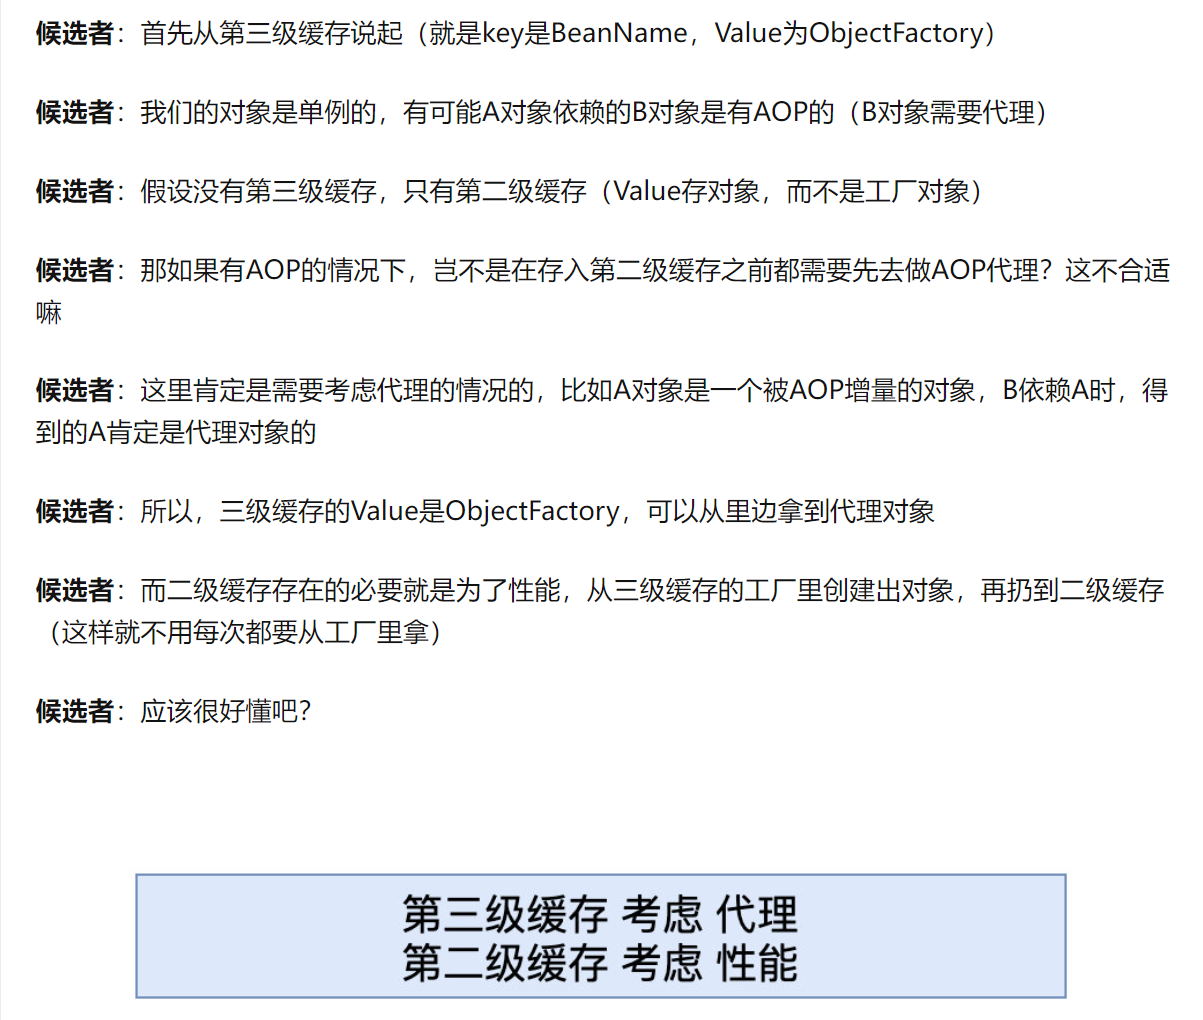 候选者：首先从第三级缓存说起（就是key是BeanName，Value为ObjectFactory）
候选者：我们的对象是单例的，有可能A对象依赖的B对象是有AOP的（B对象需要代理）
候选者：假设没有第三级缓存，只有第二级缓存（Value存对象，而不是工厂对象）
候选者：那如果有AOP的情况下，岂不是在存入第二级缓存之前都需要先去做AOP代理？这不合适
嘛
候选者：这里肯定是需要考虑代理的情况的，比如A对象是一个被AOP增量的对象，B依赖A时，得
到的A肯定是代理对象的
候选者：所以，三级缓存的Value是ObjectFactory，可以从里边拿到代理对象
候选者：而二级缓存存在的必要就是为了性能，从三级缓存的工厂里创建出对象，再扔到二级缓存
（这样就不用每次都要从工厂里拿）
候选者：应该很好懂吧？
第三级缓存 考虑 代理
第二级缓存 考虑 性能